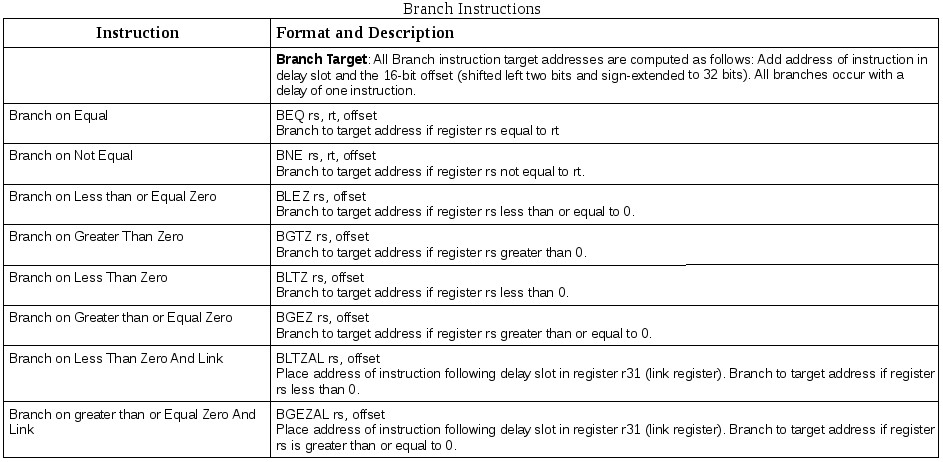 Branch Instructions
Instruction
Format and Description
Branch Target: All Branch instruction target addresses are computed as follows: Add address of instruction in
delay slot and the 16-bit offset (shifted left two bits and sign-extended to 32 bits). All branches occur with a
delay of one instruction.
Branch on Equal
BEQ rs, rt, offset
Branch to target address if register rs equal to rt
Branch on Not Equal
BNE rs, rt, offset
Branch to target address if register rs not equal to rt.
Branch on Less than or Equal Zero
BLEZ rs, offset
Branch to target address if register rs less than or equal to 0.
Branch on Greater Than Zero
BGTZ rs, offset
Branch to target address if register rs greater than 0.
Branch on Less Than Zero
BLTZ rs, offset
Branch to target address if register rs less than 0.
Branch on Greater than or Equal Zero
BGEZ rs, offset
Branch to target address if register rs greater than or equal to 0.
Branch on Less Than Zero And Link
BLTZAL rs, offset
Place address of instruction following delay slot in register r31 (link register). Branch to target address if register
rs less than 0.
Branch on greater than or Equal Zero And
Link
BGEZAL rs, offset
Place address of instruction following delay slot in register r31 (link register). Branch to target address if register
rs is greater than or equal to 0.